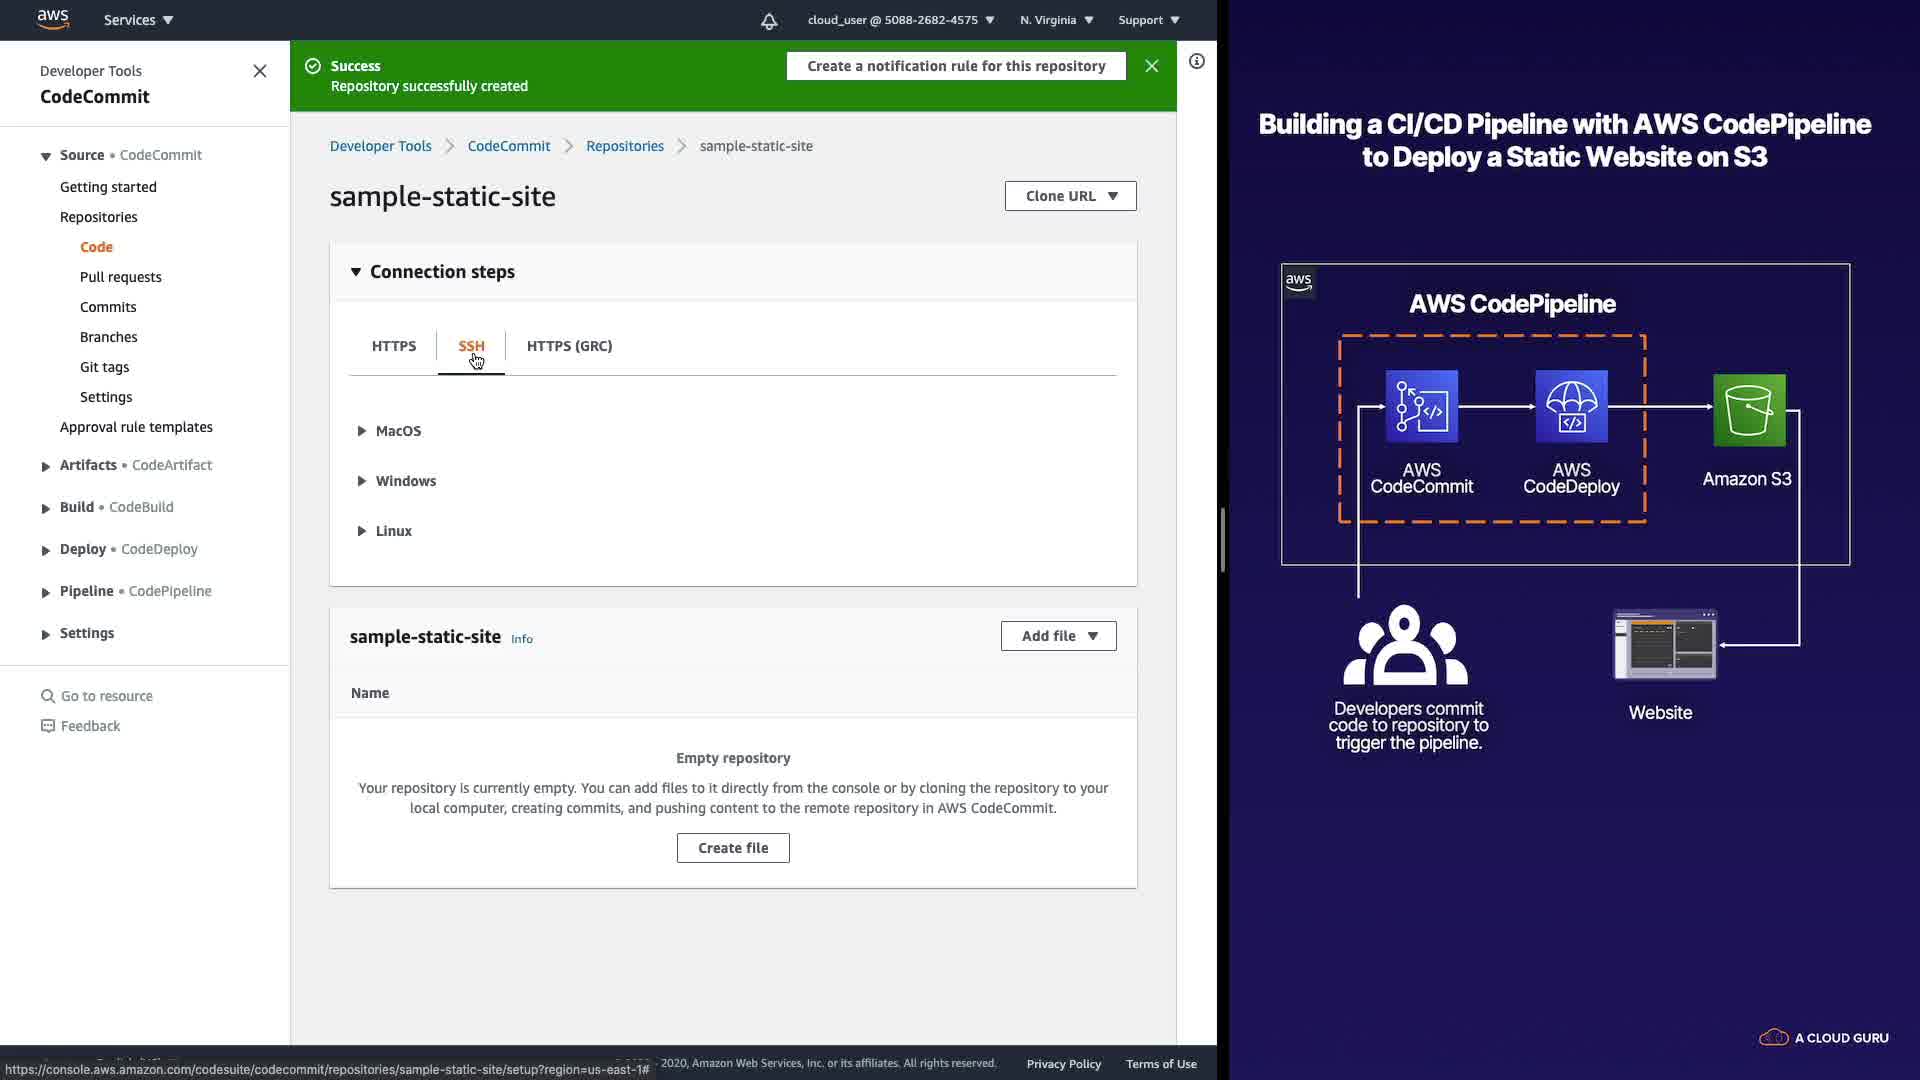 aws
Services
cloud_user @ 5088-2682-4575
N. Virginia
Support
Developer Tools
CodeCommit
Source • CodeCommit
Getting started
Repositories
Code
Pull requests
Commits
Branches
Git tags
Settings
Approval rule templates
Artifacts • CodeArtifact
Build • CodeBuild
Deploy • CodeDeploy
Pipeline • CodePipeline
Settings
Go to resource
Feedback
Success
Repository successfully created
Create a notification rule for this repository
Developer Tools
CodeCommit
Repositories
sample-static-site
sample-static-site
Clone URL
Connection steps
HTTPS
SSH
HTTPS (GRC)
MacOS
Windows
Linux
sample-static-site Info
Add file
Name
Empty repository
Your repository is currently empty. You can add files to it directly from the console or by cloning the repository to your
local computer, creating commits, and pushing content to the remote repository in AWS CodeCommit.
Create file
2020, Amazon Web Services, Inc. or its affiliates. All rights reserved.
Privacy Policy
Terms of Use
https://console.aws.amazon.com/codesuite/codecommit/repositories/sample-static-site/setup?region=us-east-1#
Building a CI/CD Pipeline with AWS CodePipeline
to Deploy a Static Website on S3
aws
AWS CodePipeline
AWS
CodeCommit
AWS
CodeDeploy
Amazon S3
Developers commit
code to repository to
trigger the pipeline.
Website
A CLOUD GURU